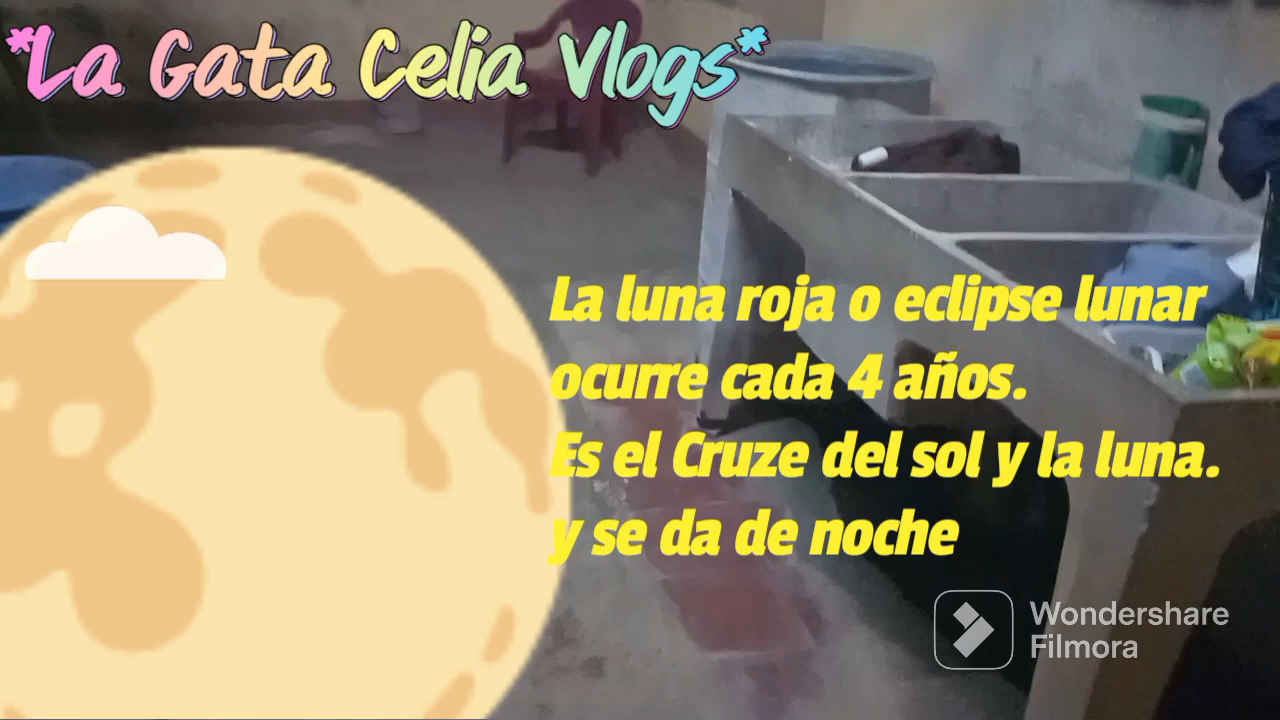 *La Gata Celia Vlogs*
La luna roja o eclipse lunar
ocurre cada 4 años.
Es el Cruze del sol y la luna.
y se da de noche
Wondershare
Filmora